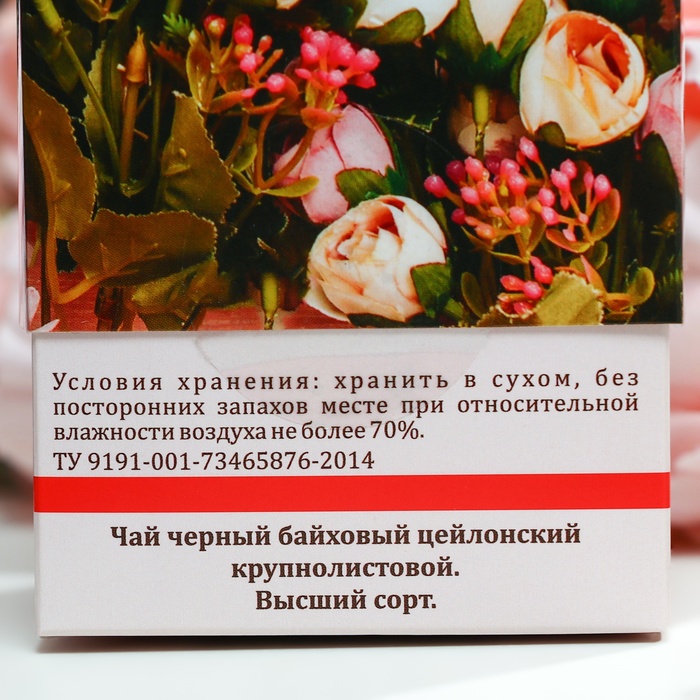 Условия хранения: хранить в сухом, без
посторонних запахов месте при относительной
влажности воздуха не более 70%.
ТУ 9191-001-73465876-2014
Чай черный байховый цейлонский
крупнолистовой.
Высший сорт.